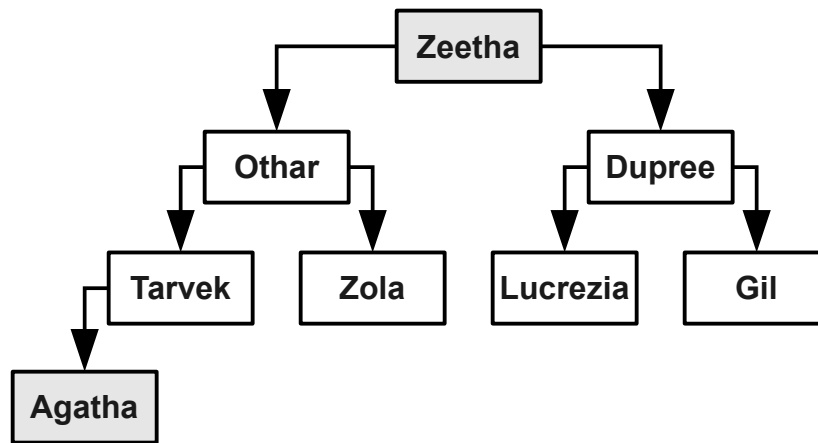 Zeetha
Othar
Dupree
Tarvek
Zola
Lucrezia
Gil
Agatha